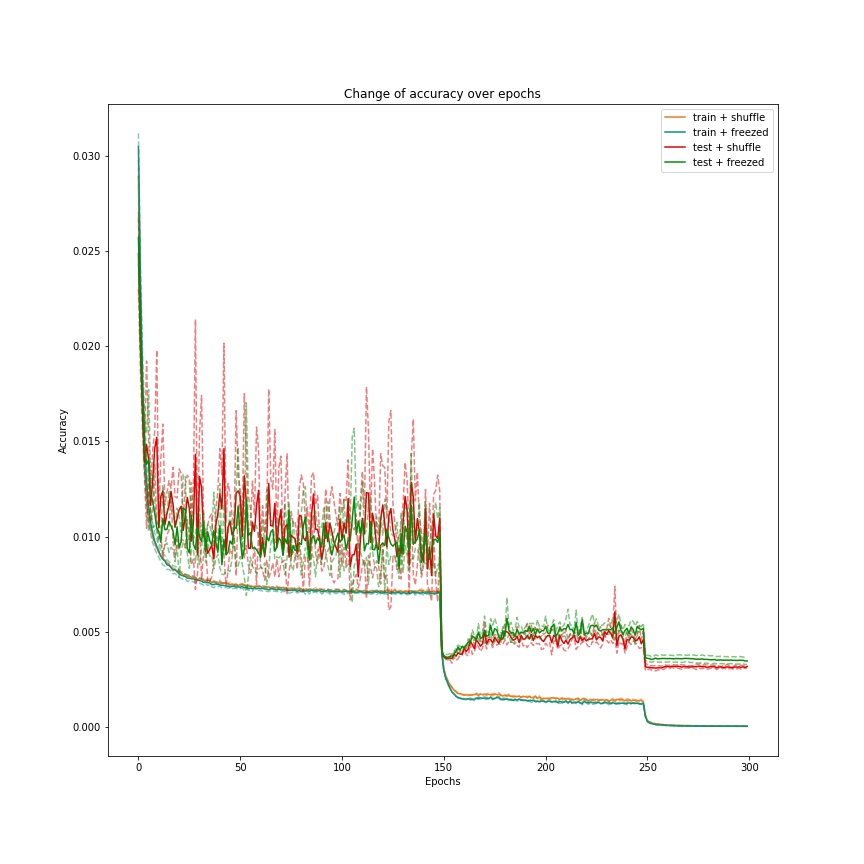 Change of accuracy over epochs
train + shuffle
train + freezed
test + shuffle
test + freezed
0.030
0.025
0.020
0.015
0.010
0.005
0.000
Accuracy
0 50 100 150 200 250 300
Epochs